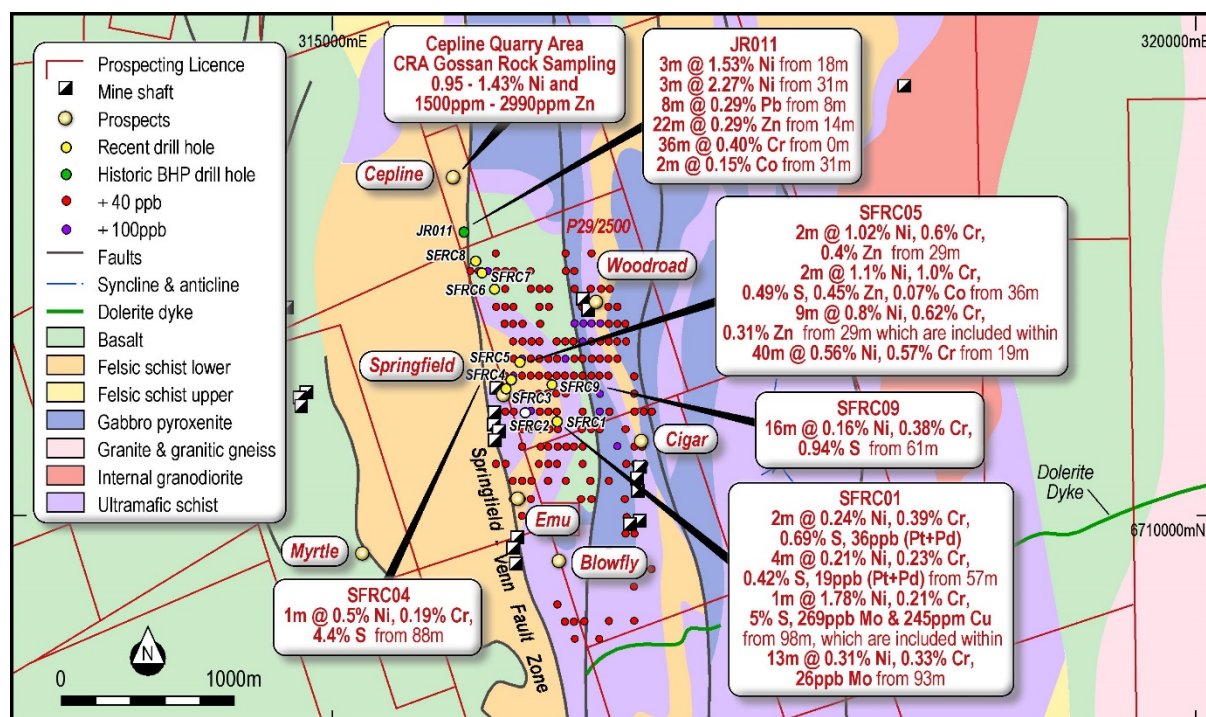 315000mE
320000mE
Prospecting Licence
Mine shaft
Prospects
Recent drill hole
Historic BHP drill hole
+ 40 ppb
+ 100ppb
Faults
Syncline & anticline
Dolerite dyke
Basalt
Felsic schist lower
Felsic schist upper
Gabbro pyroxenite
Granite & granitic gneiss
Internal granodiorite
Ultramafic schist
Cepline Quarry Area
CRA Gossan Rock Sampling
0.95 - 1.43% Ni and
1500ppm - 2990ppm Zn
JR011
3m @ 1.53% Ni from 18m
3m @ 2.27% Ni from 31m
8m @ 0.29% Pb from 8m
22m @ 0.29% Zn from 14m
36m @ 0.40% Cr from 0m
2m @ 0.15% Co from 31m
Cepline
JR011
P29/2500
SFRC8
SFRC7
SFRC6
Woodroad
SFRC05
2m @ 1.02% Ni, 0.6% Cr,
0.4% Zn from 29m
2m @ 1.1% Ni, 1.0% Cr,
0.49% S, 0.45% Zn, 0.07% Co from 36m
9m @ 0.8% Ni, 0.62% Cr,
0.31% Zn from 29m which are included within
40m @ 0.56% Ni, 0.57% Cr from 19m
Springfield
SFRC5
SFRC4
SFRC3
SFRC9
SFRC2
SFRC1
SFRC09
16m @ 0.16% Ni, 0.38% Cr,
0.94% S from 61m
Cigar
SFRC01
2m @ 0.24% Ni, 0.39% Cr,
0.69% S, 36ppb (Pt+Pd)
4m @ 0.21% Ni, 0.23% Cr,
0.42% S, 19ppb (Pt+Pd) from 57m
1m @ 1.78% Ni, 0.21% Cr,
5% S, 269ppb Mo & 245ppm Cu
from 98m, which are included within
13m @ 0.31% Ni, 0.33% Cr,
26ppb Mo from 93m
Dolerite
Dyke
6710000mN
Springfield - Venn Fault Zone
Emu
Myrtle
Blowfly
SFRC04
1m @ 0.5% Ni, 0.19% Cr,
4.4% S from 88m
N
0
1000m